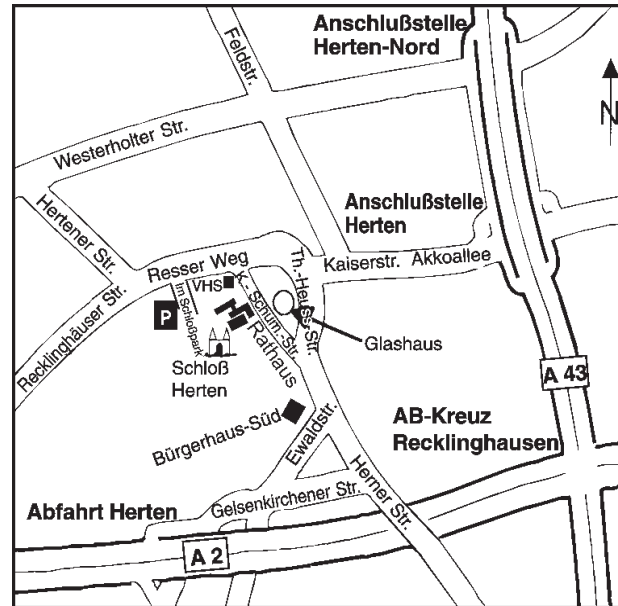 Anschlußstelle
Herten-Nord
Feldstr.
N
Westerholter Str.
Hertener Str.
Anschlußstelle
Herten
Resser Weg
Kaiserstr. Akkoallee
Th.-Heuss-Str.
VHS
K.-Schum.-Str.
Im Schloßpark
P
Recklinghäuser Str.
Rathaus
Glashaus
Schloß
Herten
A 43
Bürgerhaus-Süd
Ewaldstr.
AB-Kreuz
Recklinghausen
Herner Str.
Gelsenkirchener Str.
Abfahrt Herten
A 2